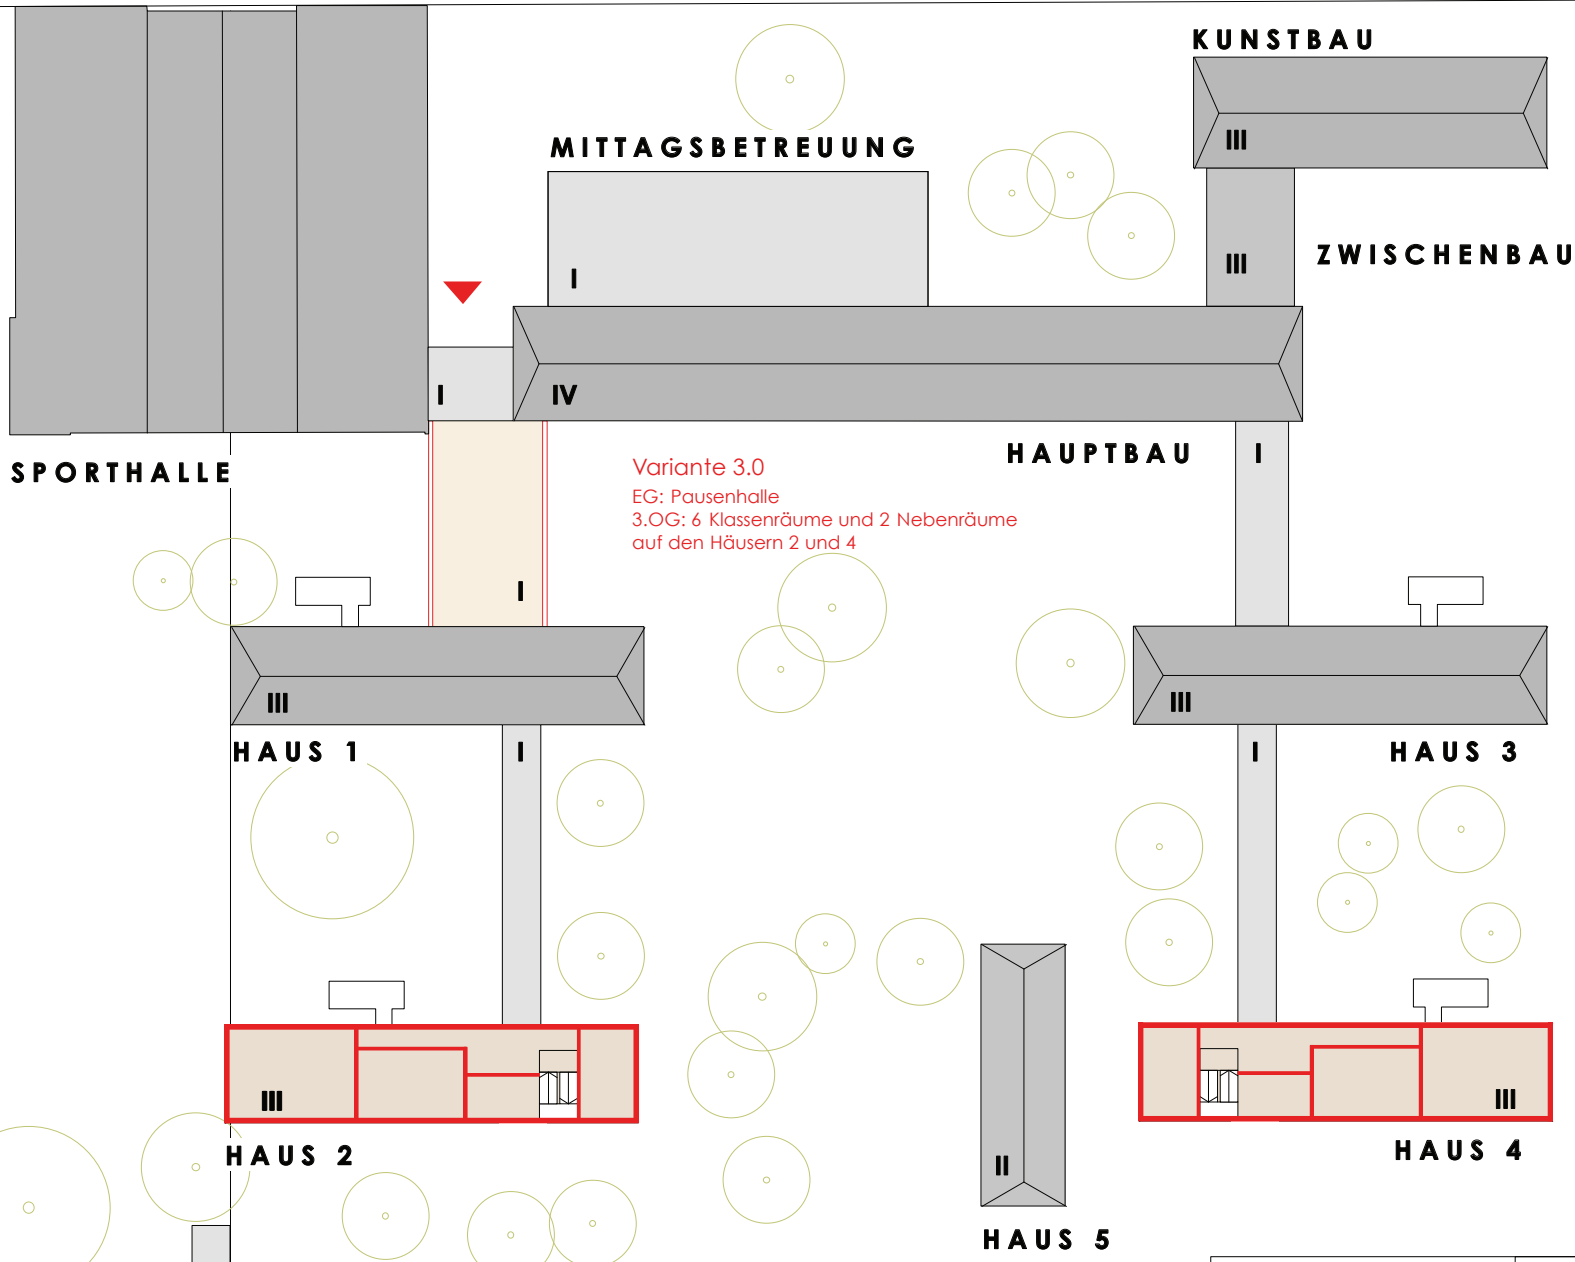 KUNSTBAU
MITTAGSBETREUUNG
III
ZWISCHENBAU
III
I
I
IV
HAUPTBAU
I
SPORTHALLE
Variante 3.0
EG: Pausenhalle
3.OG: 6 Klassenräume und 2 Nebenräume
auf den Häusern 2 und 4
I
III
III
HAUS 1
I
I
HAUS 3
III
III
HAUS 2
HAUS 4
II
HAUS 5